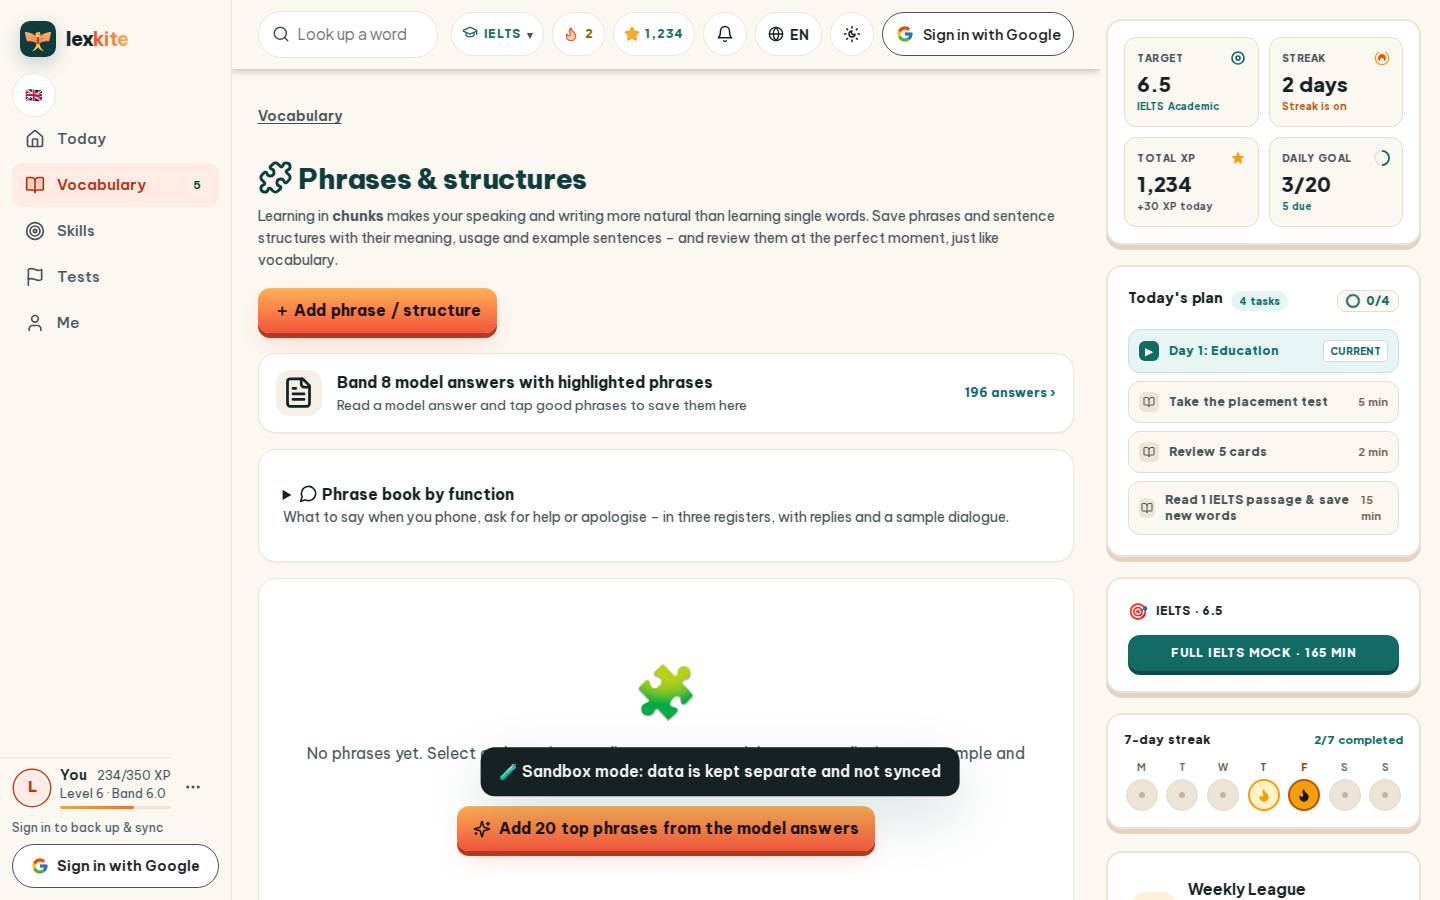 lexkite
Today
Vocabulary 5
Skills
Tests
Me
L
You 234/350 XP
Level 6 · Band 6.0
Sign in to back up & sync
Sign in with Google
Look up a word
IELTS ▾
2
1,234
EN
Sign in with Google
Vocabulary
Phrases & structures
Learning in chunks makes your speaking and writing more natural than learning single words. Save phrases and sentence
structures with their meaning, usage and example sentences – and review them at the perfect moment, just like
vocabulary.
+ Add phrase / structure
Band 8 model answers with highlighted phrases
Read a model answer and tap good phrases to save them here
196 answers ›
Phrase book by function
What to say when you phone, ask for help or apologise – in three registers, with replies and a sample dialogue.
No phrases yet. Select
mple and
Sandbox mode: data is kept separate and not synced
Add 20 top phrases from the model answers
TARGET
6.5
IELTS Academic
STREAK
2 days
Streak is on
TOTAL XP
1,234
+30 XP today
DAILY GOAL
3/20
5 due
Today's plan 4 tasks 0/4
Day 1: Education CURRENT
Take the placement test 5 min
Review 5 cards 2 min
Read 1 IELTS passage & save new words 15 min
IELTS · 6.5
FULL IELTS MOCK · 165 MIN
7-day streak 2/7 completed
M T W T F S S
Weekly League